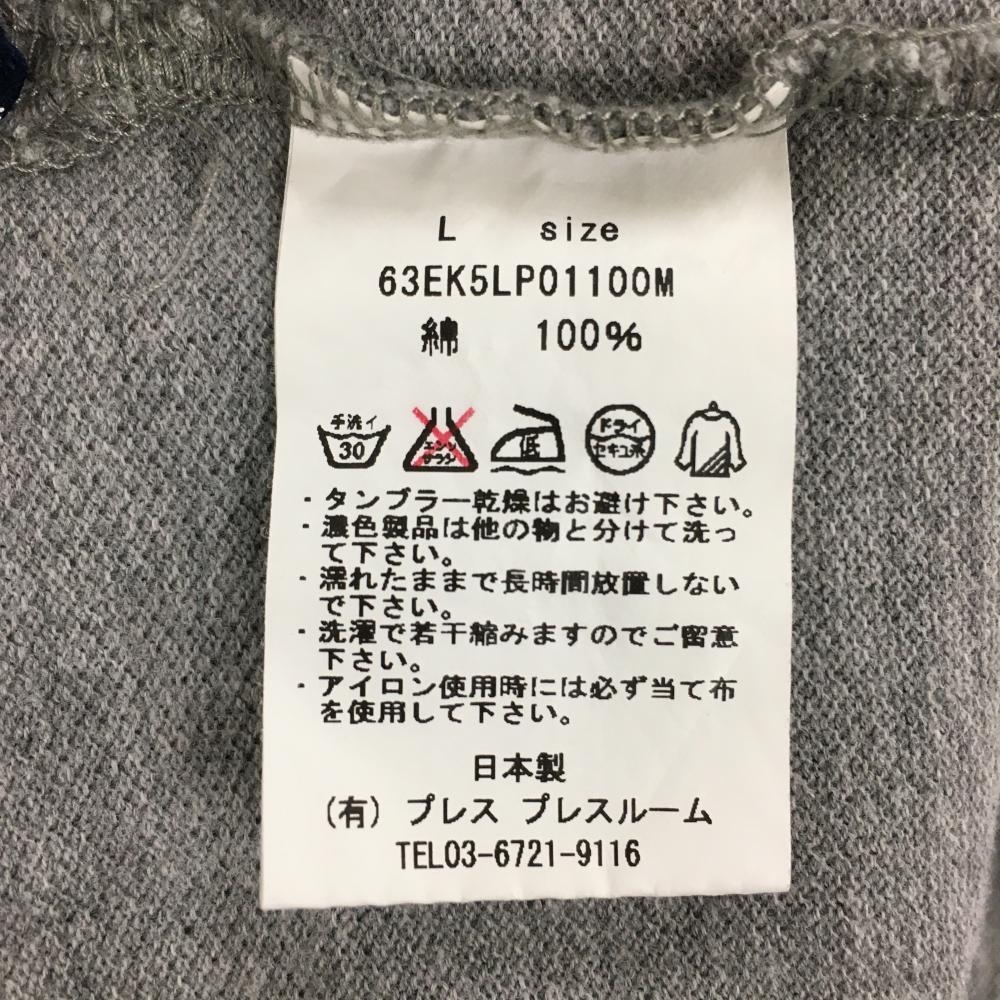 L size
63EK5LP01100M
綿 100%
手洗イ
30
エンソ
サラシ
低
ドライ
セキユ系
・タンブラー乾燥はお避け下さい。
・濃色製品は他の物と分けて洗っ
て下さい。
・濡れたままで長時間放置しない
で下さい。
・洗濯で若干縮みますのでご留意
下さい。
・アイロン使用時には必ず当て布
を使用して下さい。
日本製
(有) プレス プレスルーム
TEL03-6721-9116